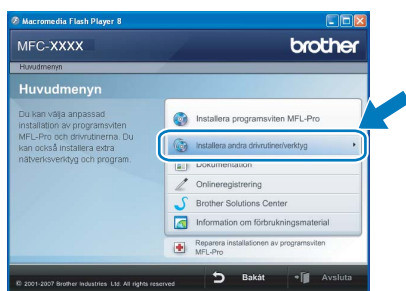 Macromedia Flash Player 8
MFC-XXXX
brother
Huvudmenyn
Huvudmenyn
Du kan välja anpassad
installation av programsviten
MFL-Pro och drivrutinerna. Du
kan också installera extra
nätverksverktyg och program.
Installera programsviten MFL-Pro
Installera andra drivrutiner/verktyg
Dokumentation
Onlineregistrering
Brother Solutions Center
Information om förbrukningsmaterial
Reparera installationen av programsviten
MFL-Pro
© 2001-2007 Brother Industries Ltd. All rights reserved
Bakåt
Avsluta